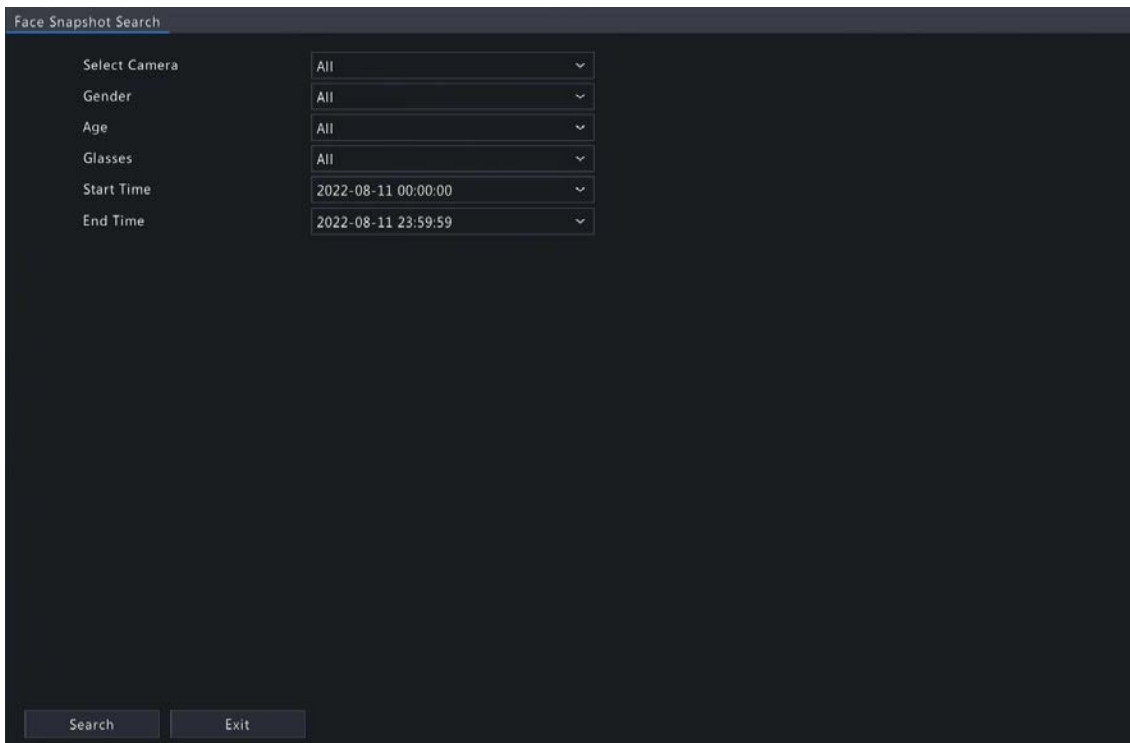 Face Snapshot Search
Select Camera All
Gender All
Age All
Glasses All
Start Time 2022-08-11 00:00:00
End Time 2022-08-11 23:59:59
Search Exit